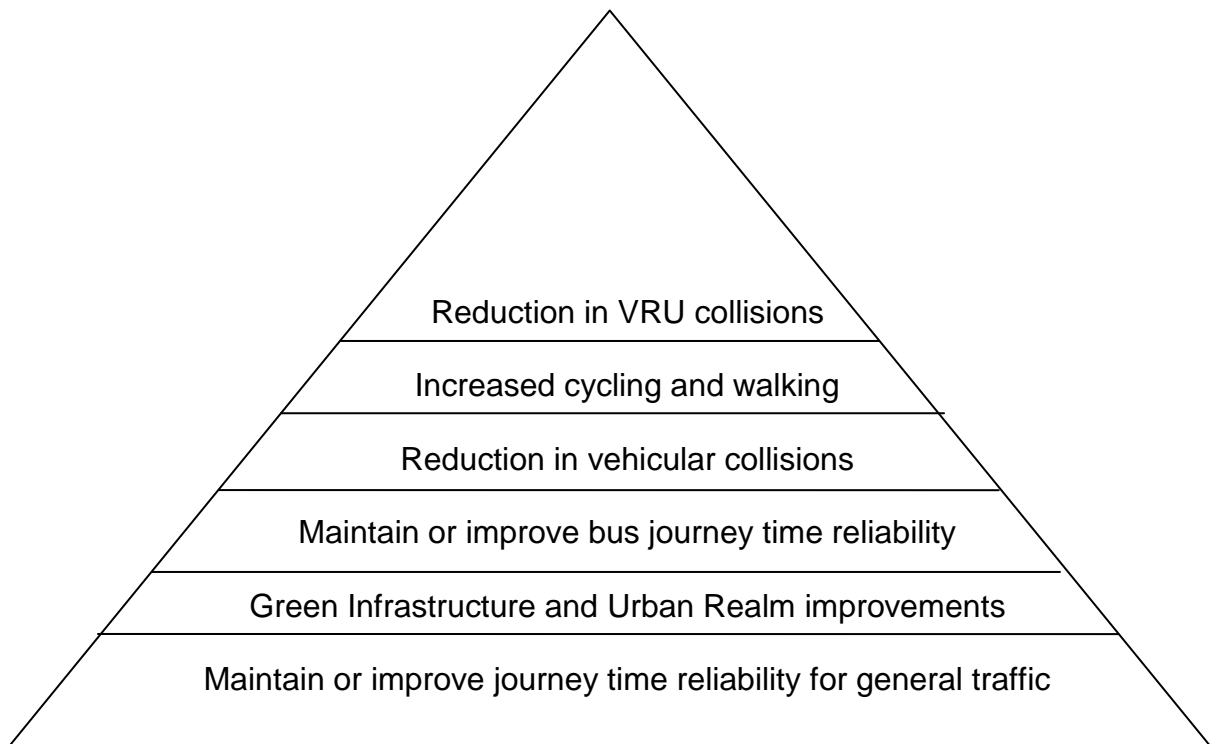 Reduction in VRU collisions
Increased cycling and walking
Reduction in vehicular collisions
Maintain or improve bus journey time reliability
Green Infrastructure and Urban Realm improvements
Maintain or improve journey time reliability for general traffic